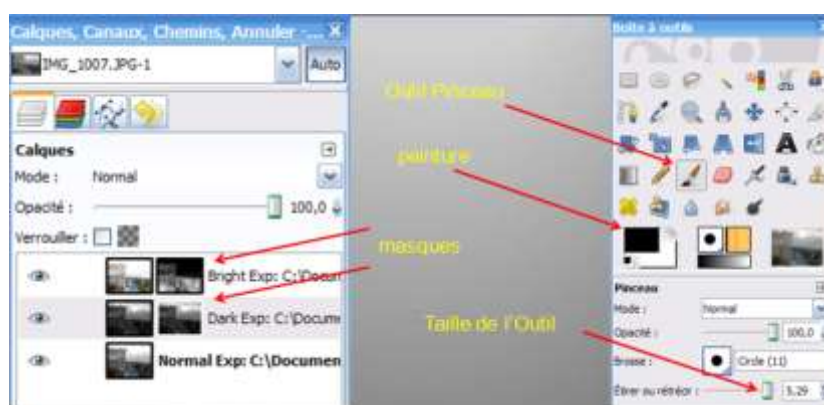 Calques, Canaux, Chemins, Annuler -...
IMG_1007.JPG-1
Auto
Calques
Mode : Normal
Opacité : 100,0
Verrouiller :
Bright Exp: C:\Docum
Dark Exp: C:\Docume
Normal Exp: C:\Documen
Outil Pinceau
peinture
masques
Taille de l'Outil
Boîte à outils
Pinceau
Mode : Normal
Opacité : 100,0
Brosse : Circle (11)
Étirer ou rétrécir : 5,29